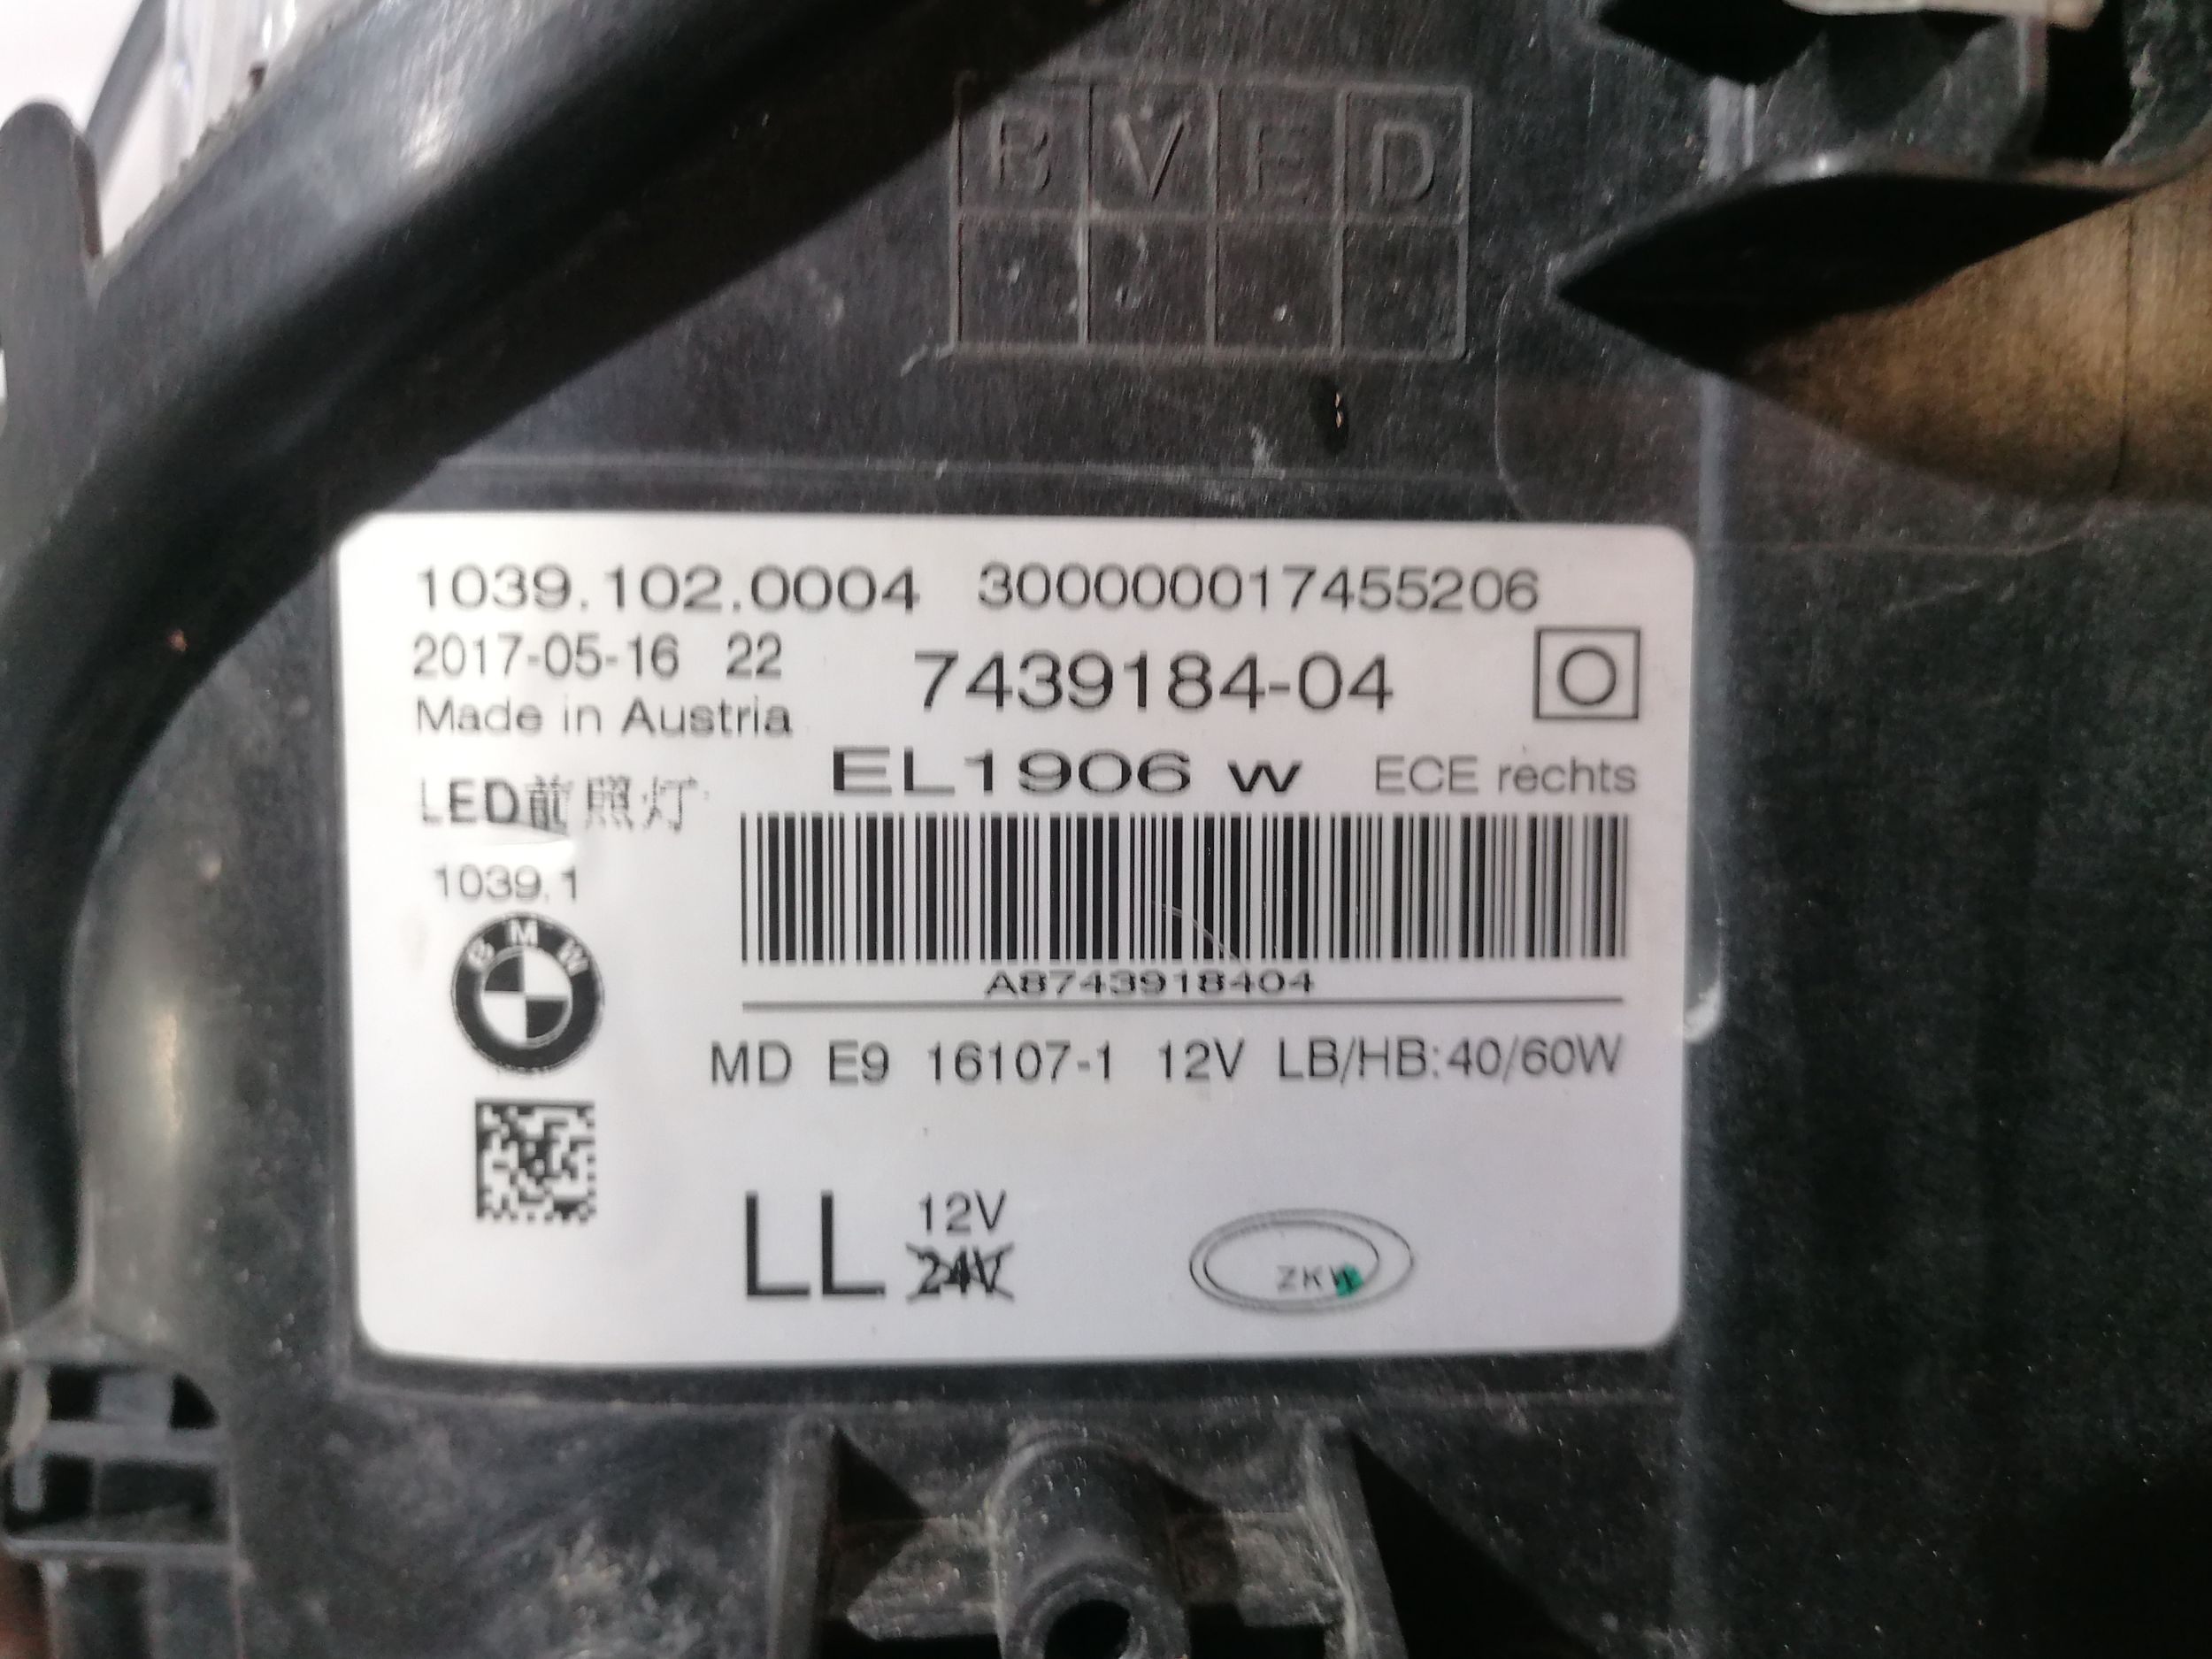 B V E D
1039.102.0004 300000017455206
2017-05-16 22 7439184-04
Made in Austria
EL1906 w ECE rechts
LED前照灯
1039.1
BMW
A8743918404
MD E9 16107-1 12V LB/HB:40/60W
LL 12V
24V
ZKW